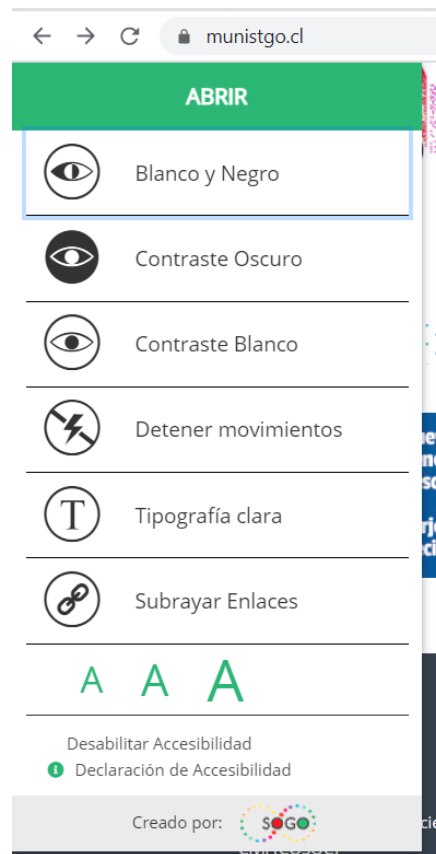 munistgo.cl
ABRIR
Blanco y Negro
Contraste Oscuro
Contraste Blanco
Detener movimientos
T Tipografía clara
Subrayar Enlaces
A A A
Desabilitar Accesibilidad
Declaración de Accesibilidad
Creado por: SOGO